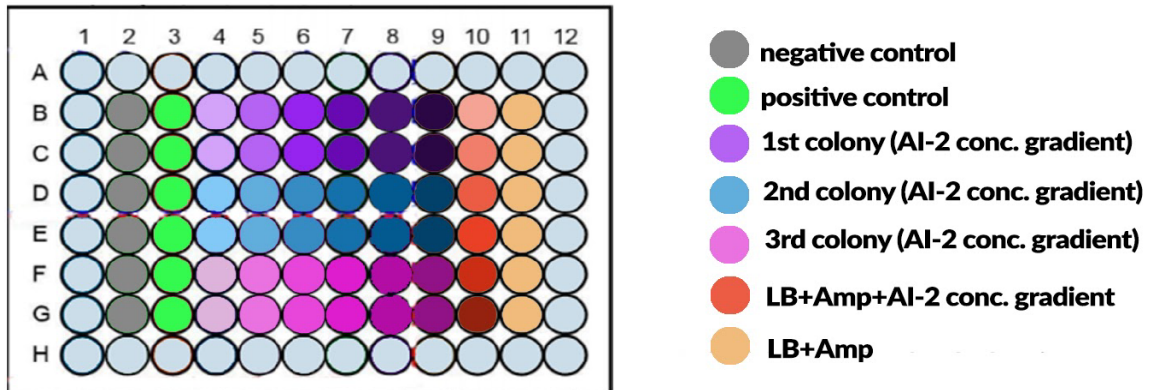 1 2 3 4 5 6 7 8 9 10 11 12
A
B
C
D
E
F
G
H
negative control
positive control
1st colony (AI-2 conc. gradient)
2nd colony (AI-2 conc. gradient)
3rd colony (AI-2 conc. gradient)
LB+Amp+AI-2 conc. gradient
LB+Amp